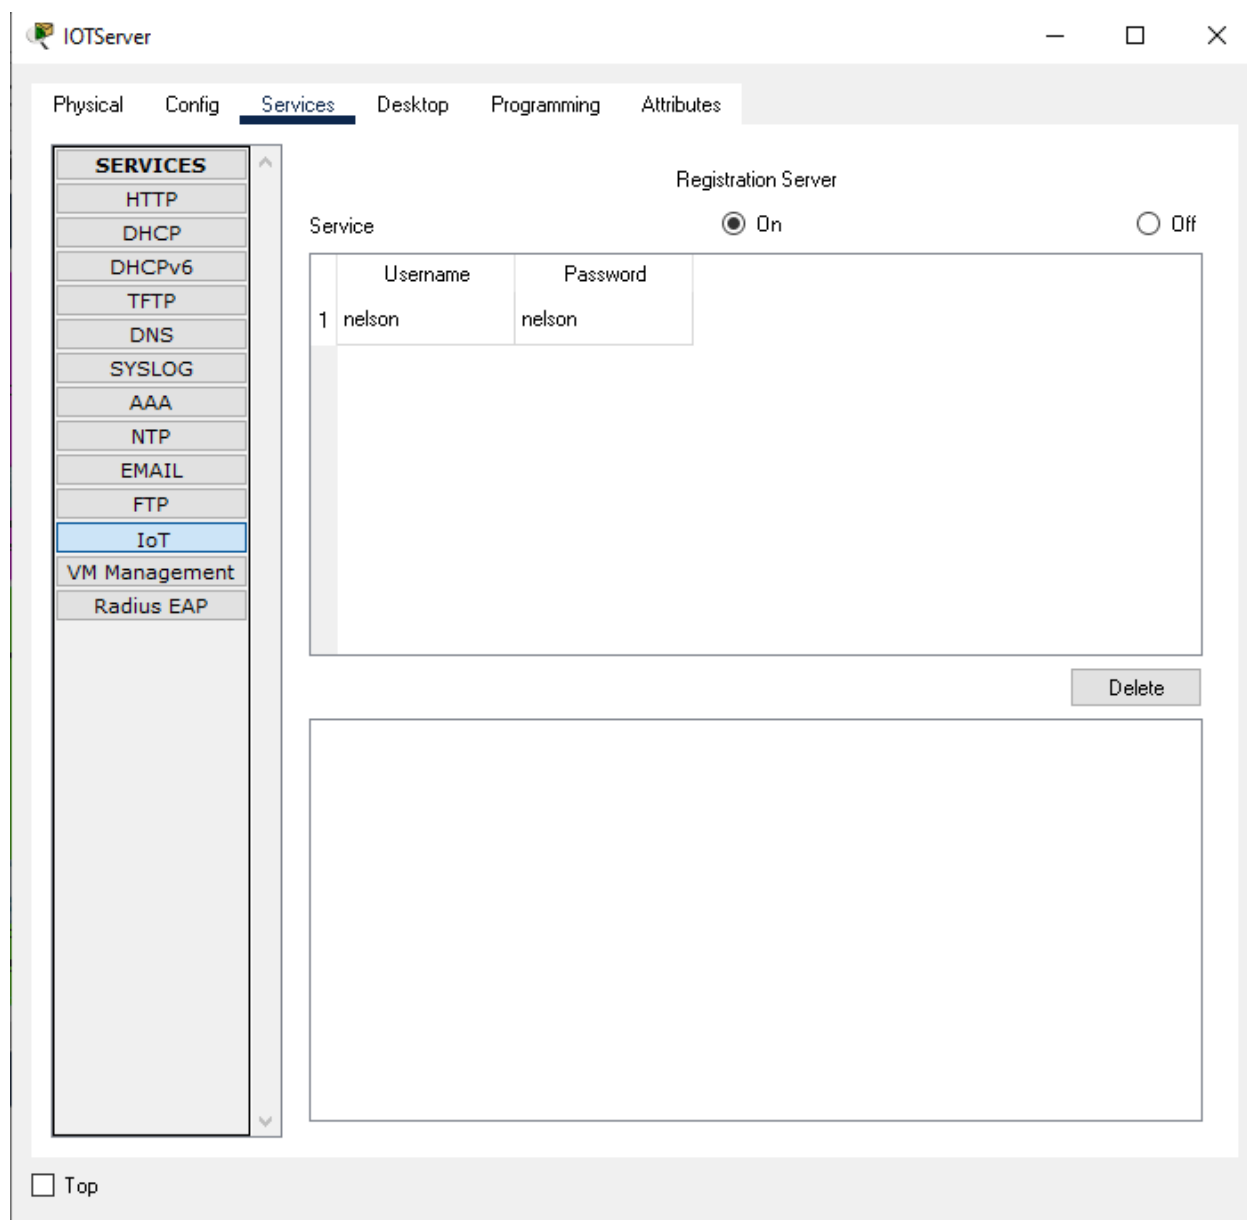 IOTServer
Physical Config Services Desktop Programming Attributes
SERVICES
HTTP
DHCP
DHCPv6
TFTP
DNS
SYSLOG
AAA
NTP
EMAIL
FTP
IoT
VM Management
Radius EAP
Registration Server
Service On Off
Username Password
1 nelson nelson
Delete
Top